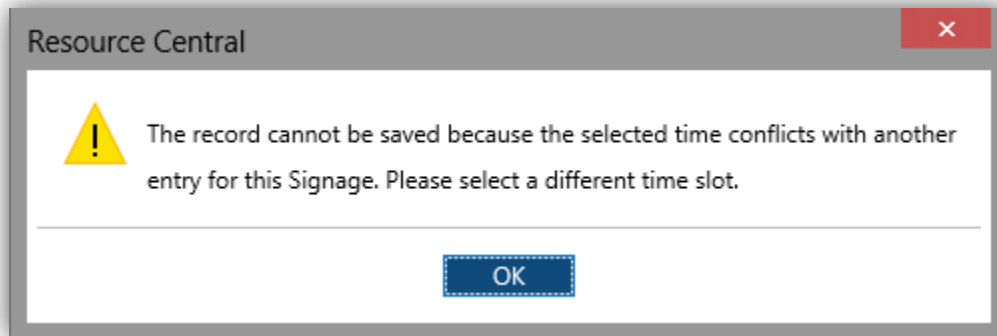 Resource Central
The record cannot be saved because the selected time conflicts with another
entry for this Signage. Please select a different time slot.
OK